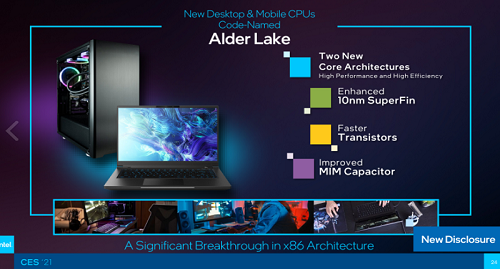 New Desktop & Mobile CPUs
Code-Named
Alder Lake
Two New
Core Architectures
High Performance and High Efficiency
Enhanced
10nm SuperFin
Faster
Transistors
Improved
MIM Capacitor
New Disclosure
A Significant Breakthrough in x86 Architecture
intel
CES '21
24